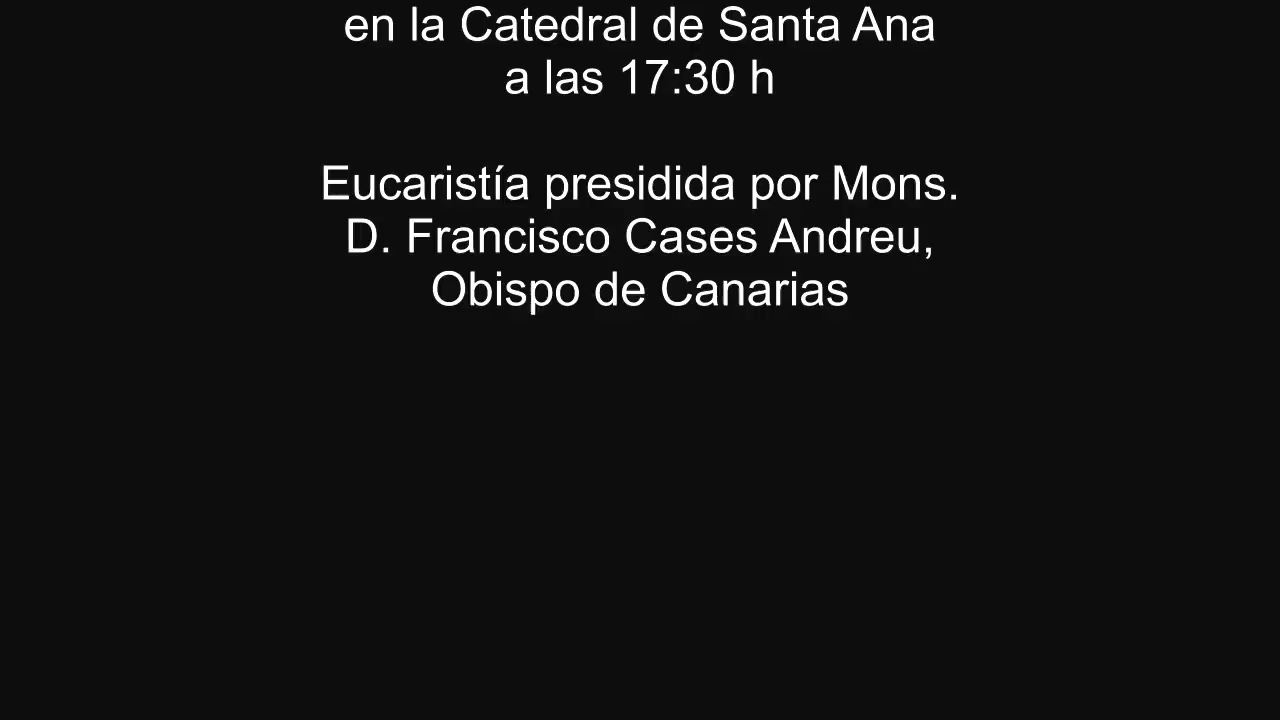 en la Catedral de Santa Ana
a las 17:30 h
Eucaristía presidida por Mons.
D. Francisco Cases Andreu,
Obispo de Canarias